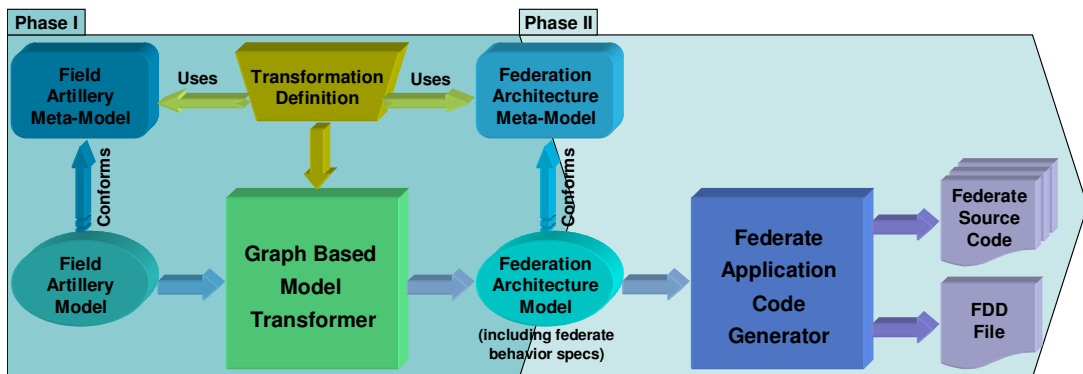 Phase I
Phase II
Field
Artillery
Meta-Model
Uses
Transformation
Definition
Uses
Federation
Architecture
Meta-Model
Conforms
Conforms
Field
Artillery
Model
Graph Based
Model
Transformer
Federation
Architecture
Model
(including federate
behavior specs)
Federate
Application
Code
Generator
Federate
Source
Code
FDD
File